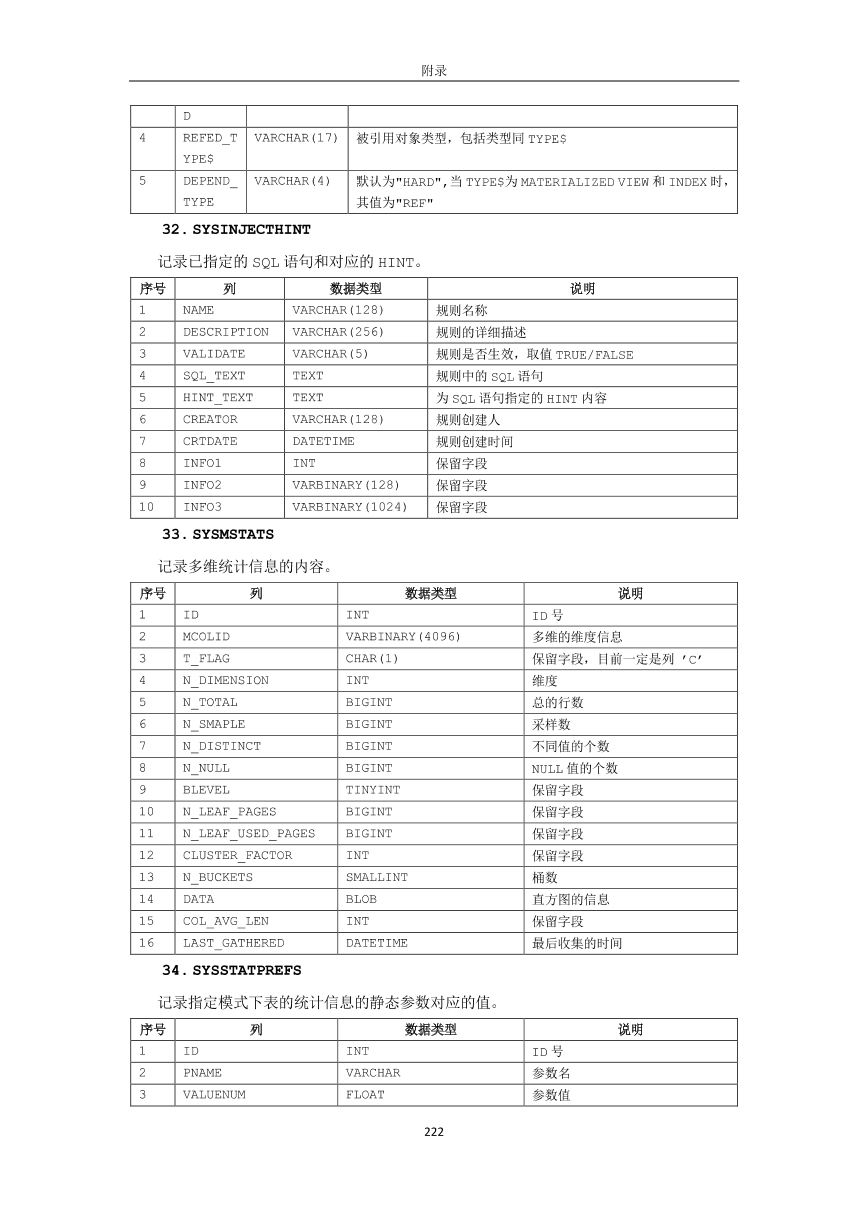 附录
D
4 REFED_T VARCHAR(17) 被引用对象类型，包括类型同 TYPE$
YPE$
5 DEPEND_ VARCHAR(4) 默认为"HARD",当 TYPE$为 MATERIALIZED VIEW 和 INDEX 时，
TYPE 其值为"REF"
32. SYSINJECTHINT
记录已指定的 SQL 语句和对应的 HINT。
序号 列 数据类型 说明
1 NAME VARCHAR(128) 规则名称
2 DESCRIPTION VARCHAR(256) 规则的详细描述
3 VALIDATE VARCHAR(5) 规则是否生效，取值 TRUE/FALSE
4 SQL_TEXT TEXT 规则中的 SQL 语句
5 HINT_TEXT TEXT 为 SQL 语句指定的 HINT 内容
6 CREATOR VARCHAR(128) 规则创建人
7 CRTDATE DATETIME 规则创建时间
8 INFO1 INT 保留字段
9 INFO2 VARBINARY(128) 保留字段
10 INFO3 VARBINARY(1024) 保留字段
33. SYSMSTATS
记录多维统计信息的内容。
序号 列 数据类型 说明
1 ID INT ID 号
2 MCOLID VARBINARY(4096) 多维的维度信息
3 T_FLAG CHAR(1) 保留字段，目前一定是列 'C'
4 N_DIMENSION INT 维度
5 N_TOTAL BIGINT 总的行数
6 N_SMAPLE BIGINT 采样数
7 N_DISTINCT BIGINT 不同值的个数
8 N_NULL BIGINT NULL 值的个数
9 BLEVEL TINYINT 保留字段
10 N_LEAF_PAGES BIGINT 保留字段
11 N_LEAF_USED_PAGES BIGINT 保留字段
12 CLUSTER_FACTOR INT 保留字段
13 N_BUCKETS SMALLINT 桶数
14 DATA BLOB 直方图的信息
15 COL_AVG_LEN INT 保留字段
16 LAST_GATHERED DATETIME 最后收集的时间
34. SYSSTATPREFS
记录指定模式下表的统计信息的静态参数对应的值。
序号 列 数据类型 说明
1 ID INT ID 号
2 PNAME VARCHAR 参数名
3 VALUENUM FLOAT 参数值
222